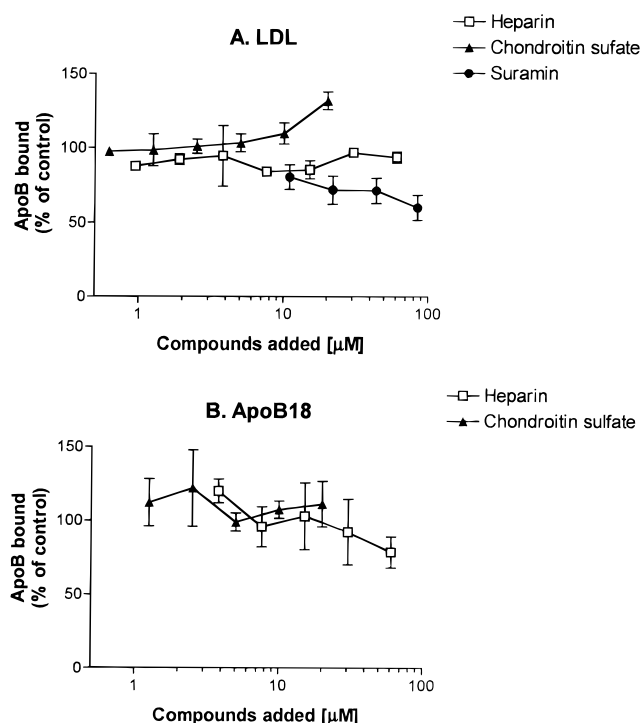 A. LDL
Heparin
Chondroitin sufate
Suramin
150
100
50
0
ApoB bound
(% of control)
1
10
100
Compounds added [µM]
B. ApoB18
Heparin
Chondroitin sulfate
150
100
50
0
ApoB bound
(% of control)
1
10
100
Compounds added [µM]